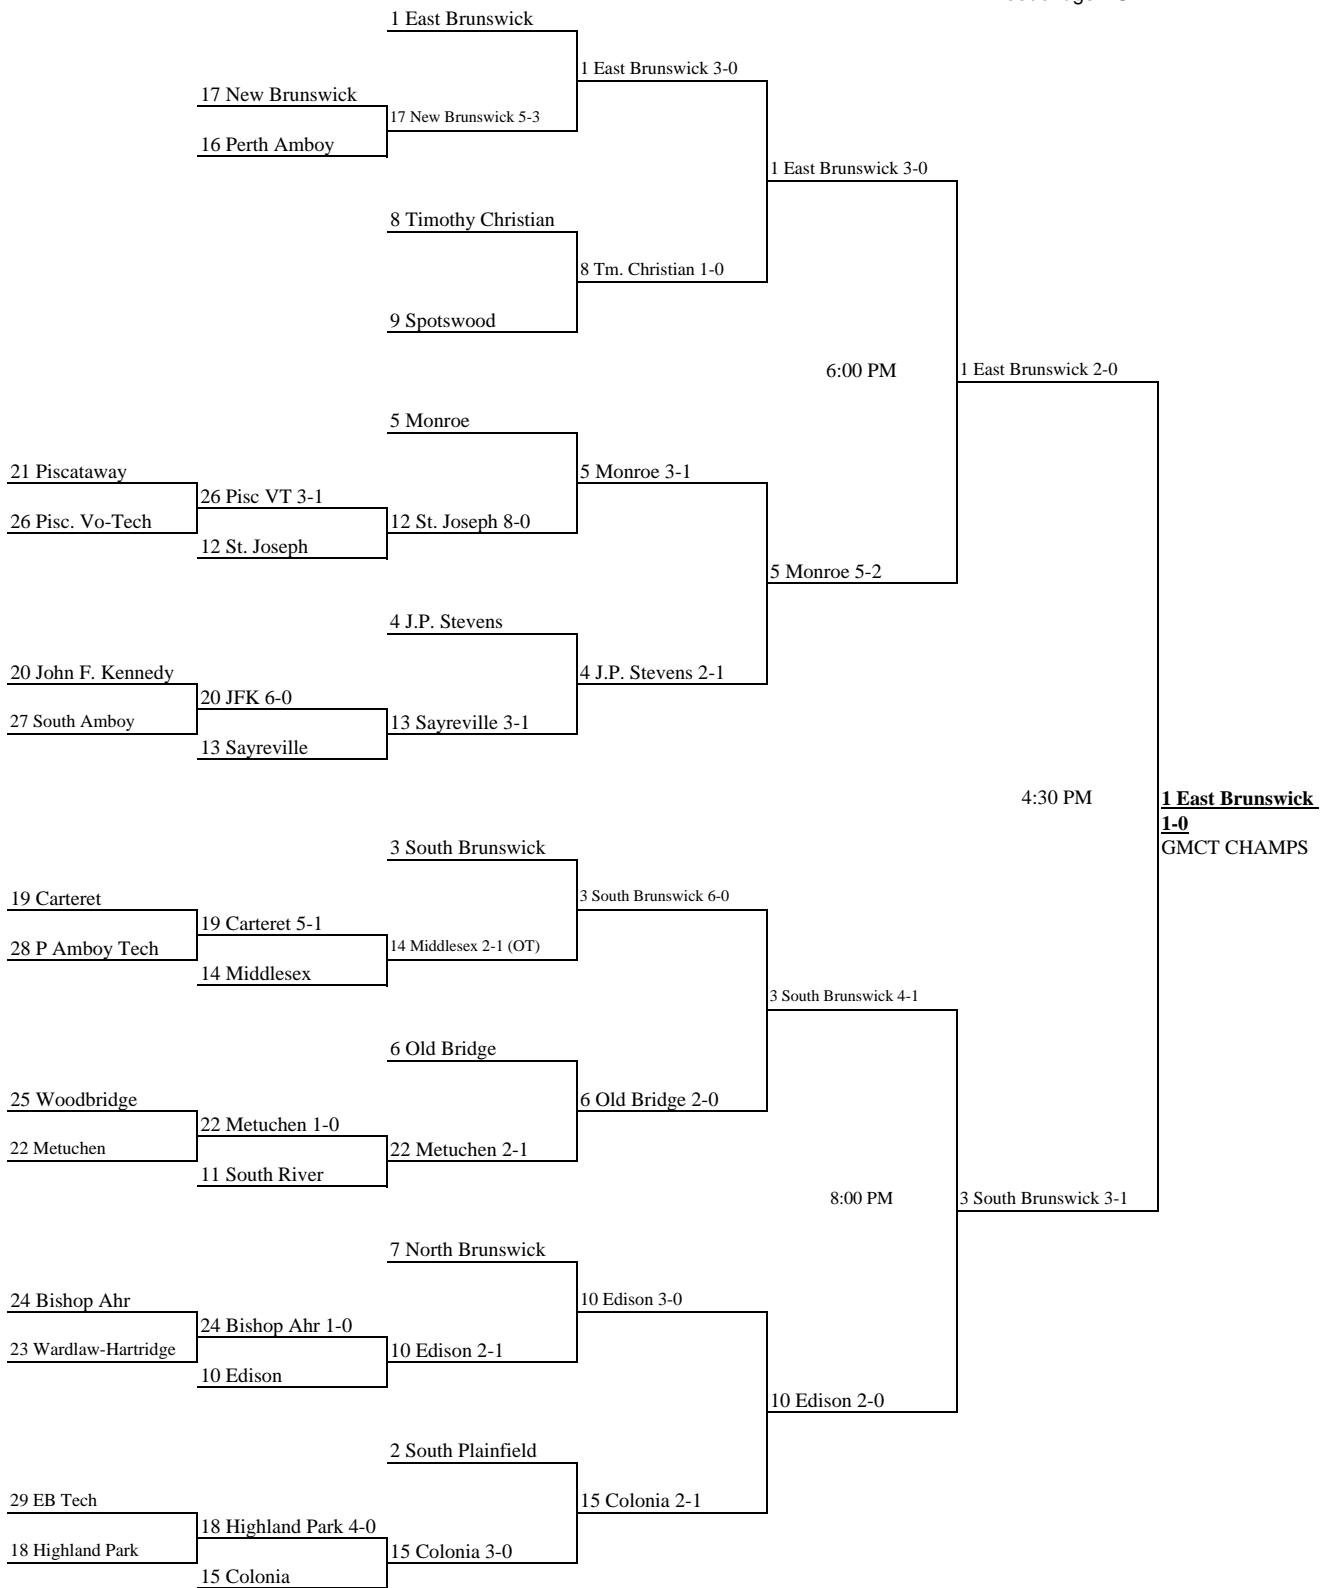 1 East Brunswick
1 East Brunswick 3-0
17 New Brunswick
17 New Brunswick 5-3
16 Perth Amboy
1 East Brunswick 3-0
8 Timothy Christian
8 Tm. Christian 1-0
9 Spotswood
6:00 PM
1 East Brunswick 2-0
5 Monroe
21 Piscataway
5 Monroe 3-1
26 Pisc VT 3-1
26 Pisc. Vo-Tech
12 St. Joseph 8-0
12 St. Joseph
5 Monroe 5-2
4 J.P. Stevens
20 John F. Kennedy
4 J.P. Stevens 2-1
20 JFK 6-0
27 South Amboy
13 Sayreville 3-1
13 Sayreville
4:30 PM
1 East Brunswick
1-0
GMCT CHAMPS
3 South Brunswick
19 Carteret
3 South Brunswick 6-0
19 Carteret 5-1
28 P Amboy Tech
14 Middlesex 2-1 (OT)
14 Middlesex
3 South Brunswick 4-1
6 Old Bridge
25 Woodbridge
6 Old Bridge 2-0
22 Metuchen 1-0
22 Metuchen
22 Metuchen 2-1
11 South River
8:00 PM
3 South Brunswick 3-1
7 North Brunswick
24 Bishop Ahr
10 Edison 3-0
24 Bishop Ahr 1-0
23 Wardlaw-Hartridge
10 Edison 2-1
10 Edison
10 Edison 2-0
2 South Plainfield
29 EB Tech
15 Colonia 2-1
18 Highland Park 4-0
18 Highland Park
15 Colonia 3-0
15 Colonia